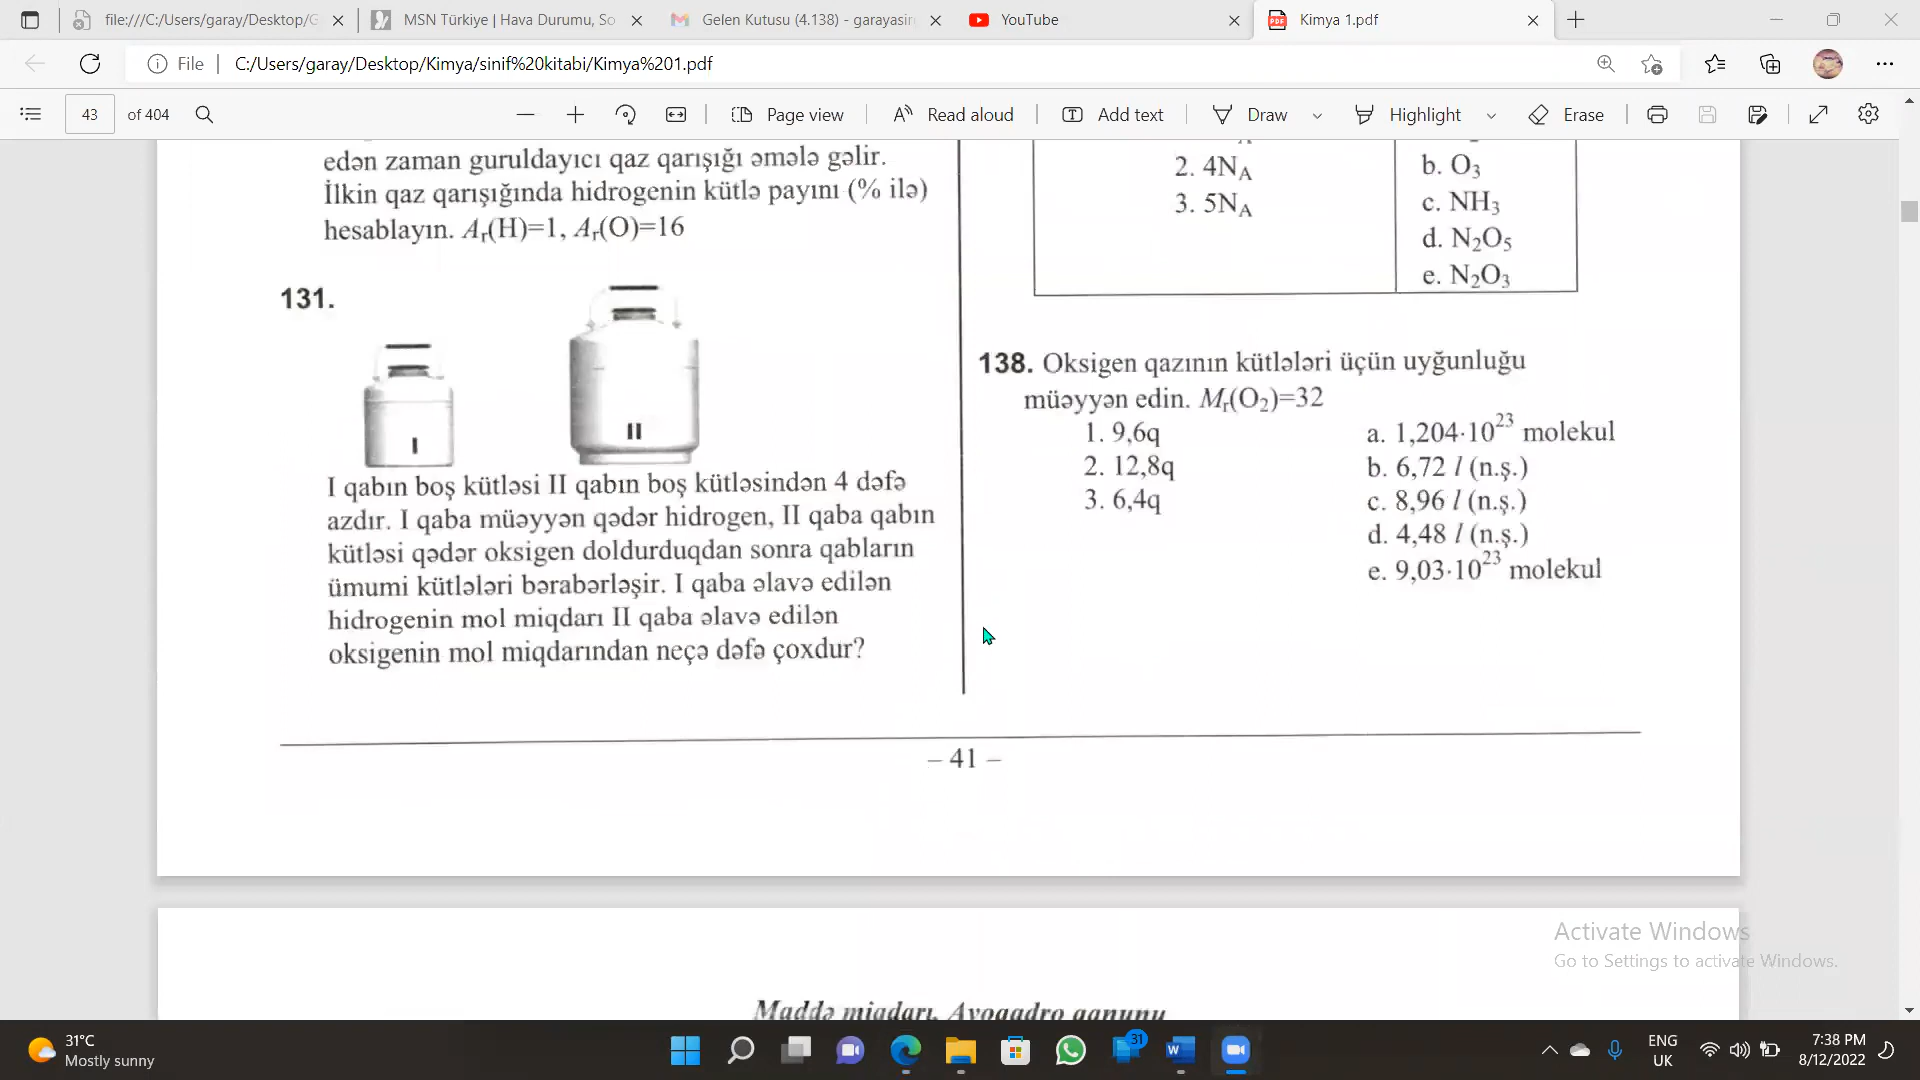 file:///C:/Users/garay/Desktop/G
MSN Türkiye | Hava Durumu, So
Gelen Kutusu (4.138) - garayasir
YouTube
Kimya 1.pdf
File
C:/Users/garay/Desktop/Kimya/sinif%20kitabi/Kimya%201.pdf
43 of 404
Page view
Read aloud
Add text
Draw
Highlight
Erase
edən zaman guruldayıcı qaz qarışığı əmələ gəlir.
İlkin qaz qarışığında hidrogenin kütlə payını (% ilə)
hesablayın. Aᵣ(H)=1, Aᵣ(O)=16
131.
I
II
I qabın boş kütləsi II qabın boş kütləsindən 4 dəfə
azdır. I qaba müəyyən qədər hidrogen, II qaba qabın
kütləsi qədər oksigen doldurduqdan sonra qabların
ümumi kütlələri bərabərləşir. I qaba əlavə edilən
hidrogenin mol miqdarı II qaba əlavə edilən
oksigenin mol miqdarından neçə dəfə çoxdur?
2. 4N_A
3. 5N_A
b. O₃
c. NH₃
d. N₂O₅
e. N₂O₃
138. Oksigen qazının kütlələri üçün uyğunluğu
müəyyən edin. Mᵣ(O₂)=32
1. 9,6q
2. 12,8q
3. 6,4q
a. 1,204·10²³ molekul
b. 6,72 l (n.ş.)
c. 8,96 l (n.ş.)
d. 4,48 l (n.ş.)
e. 9,03·10²³ molekul
– 41 –
Maddə miqdarı. Avoqadro qanunu
Activate Windows
Go to Settings to activate Windows.
31°C
Mostly sunny
31
ENG
UK
7:38 PM
8/12/2022